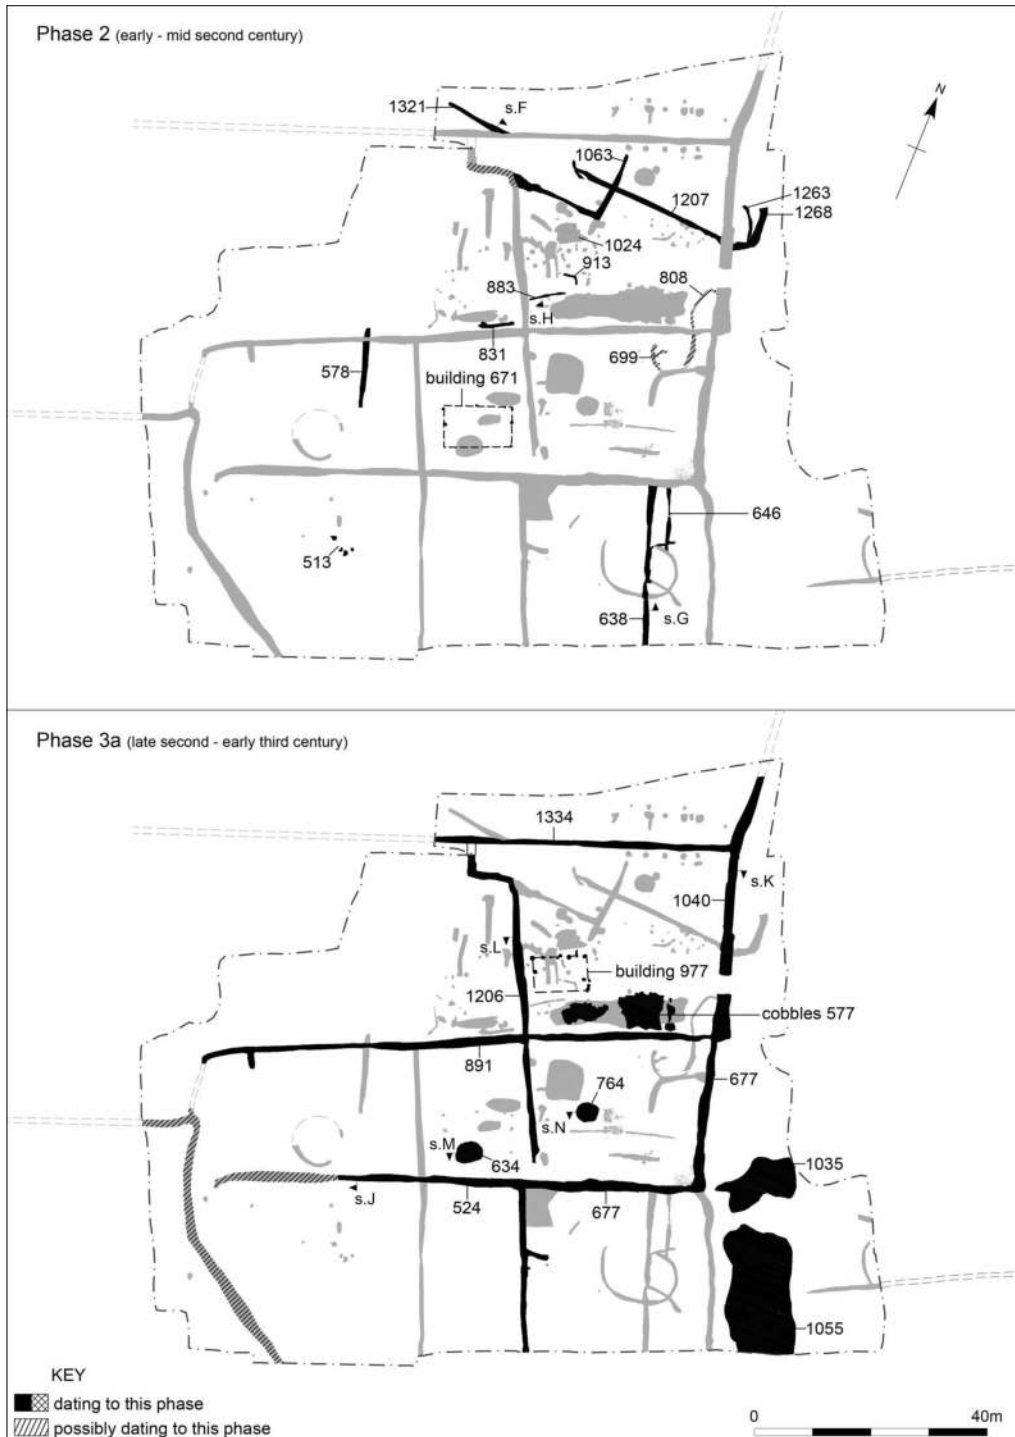 Phase 2 (early - mid second century)
N
1321
s.F
1063
1207
1263
1268
1024
913
883
808
s.H
831
699
578
building 671
646
513
638
s.G
Phase 3a (late second - early third century)
1334
s.K
1040
s.L
building 977
1206
cobbles 577
891
764
677
s.N
s.M
634
1035
s.J
524
677
1055
KEY
dating to this phase
possibly dating to this phase
0
40m